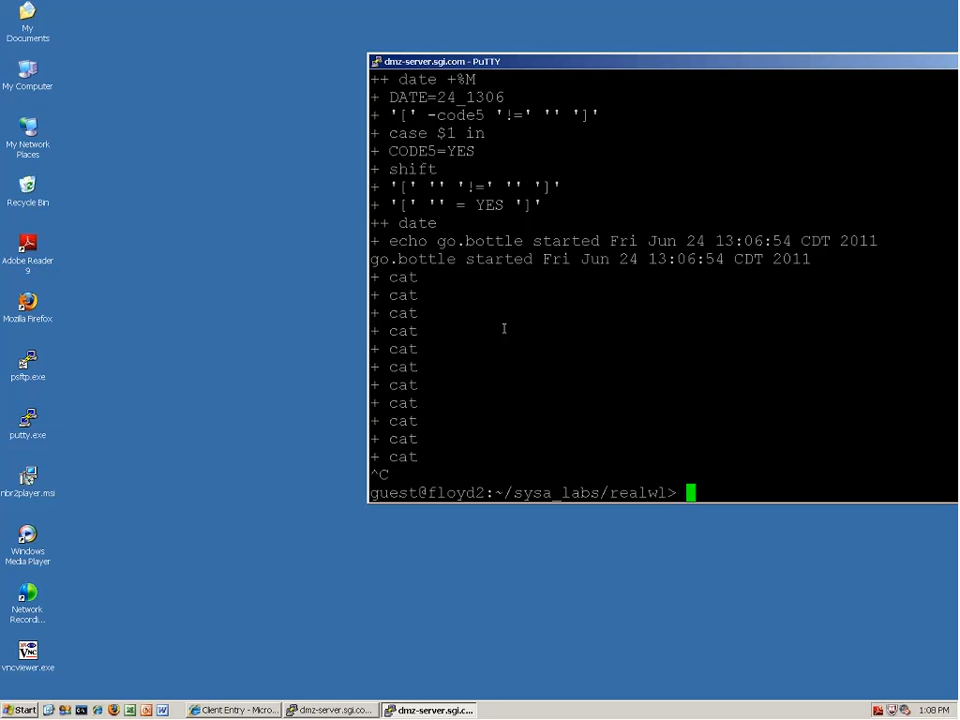 My
Documents
My Computer
My Network
Places
Recycle Bin
Adobe Reader
9
Mozilla Firefox
psftp.exe
putty.exe
nbr2player.msi
Windows
Media Player
Network
Recordi...
VNC
vncviewer.exe
dmz-server.sgi.com - PuTTY
++ date +%M
+ DATE=24_1306
+ '[' -code5 '!=' '' ']'
+ case $1 in
+ CODE5=YES
+ shift
+ '[' '' '!=' '' ']'
+ '[' '' = YES ']'
++ date
+ echo go.bottle started Fri Jun 24 13:06:54 CDT 2011
go.bottle started Fri Jun 24 13:06:54 CDT 2011
+ cat
+ cat
+ cat
+ cat
+ cat
+ cat
+ cat
+ cat
+ cat
+ cat
+ cat
^C
guest@floyd2:~/sysa_labs/realwl>
Start
Client Entry - Micro...
dmz-server.sgi.co...
dmz-server.sgi.c...
1:08 PM